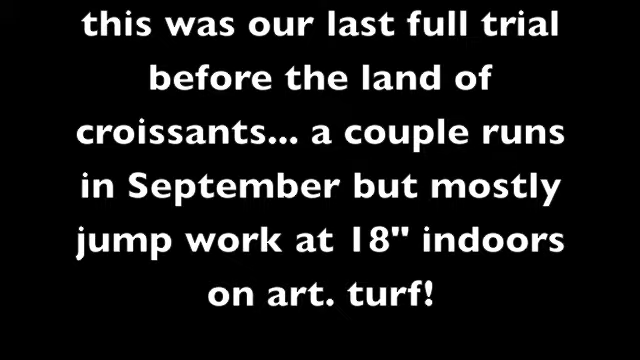 this was our last full trial
before the land of
croissants... a couple runs
in September but mostly
jump work at 18" indoors
on art. turf!